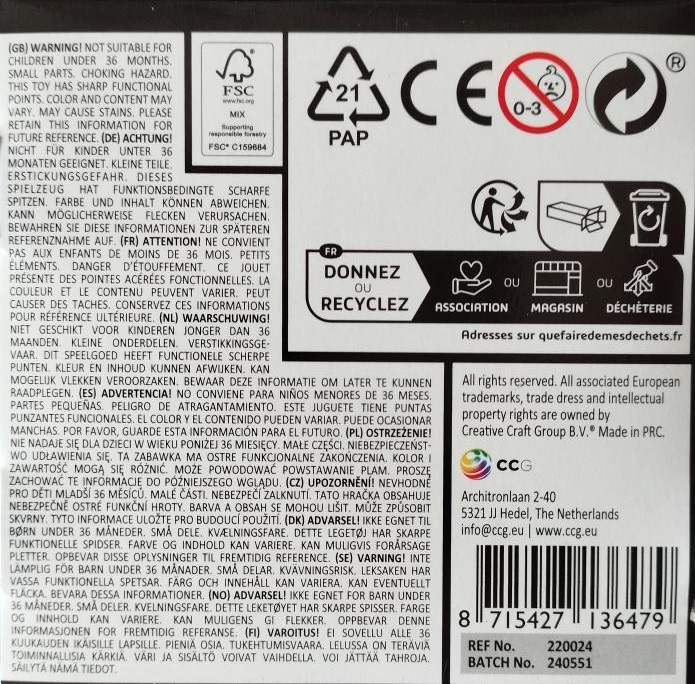 (GB) WARNING! NOT SUITABLE FOR
CHILDREN UNDER 36 MONTHS.
SMALL PARTS. CHOKING HAZARD.
THIS TOY HAS SHARP FUNCTIONAL
POINTS. COLOR AND CONTENT MAY
VARY. MAY CAUSE STAINS. PLEASE
RETAIN THIS INFORMATION FOR
FUTURE REFERENCE. (DE) ACHTUNG!
NICHT FÜR KINDER UNTER 36
MONATEN GEEIGNET. KLEINE TEILE.
ERSTICKUNGSGEFAHR. DIESES
SPIELZEUG HAT FUNKTIONSBEDINGTE SCHARFE
SPITZEN. FARBE UND INHALT KÖNNEN ABWEICHEN.
KANN MÖGLICHERWEISE FLECKEN VERURSACHEN.
BEWAHREN SIE DIESE INFORMATIONEN ZUR SPÄTEREN
REFERENZNAHME AUF. (FR) ATTENTION! NE CONVIENT
PAS AUX ENFANTS DE MOINS DE 36 MOIS. PETITS
ÉLÉMENTS. DANGER D'ÉTOUFFEMENT. CE JOUET
PRÉSENTE DES POINTES ACÉRÉES FONCTIONNELLES. LA
COULEUR ET LE CONTENU PEUVENT VARIER. PEUT
CAUSER DES TACHES. CONSERVEZ CES INFORMATIONS
POUR RÉFÉRENCE ULTÉRIEURE. (NL) WAARSCHUWING!
NIET GESCHIKT VOOR KINDEREN JONGER DAN 36
MAANDEN. KLEINE ONDERDELEN. VERSTIKKINGSGE-
VAAR. DIT SPEELGOED HEEFT FUNCTIONELE SCHERPE
PUNTEN. KLEUR EN INHOUD KUNNEN AFWIJKEN. KAN
MOGELIJK VLEKKEN VEROORZAKEN. BEWAAR DEZE INFORMATIE OM LATER TE KUNNEN
RAADPLEGEN. (ES) ADVERTENCIA! NO CONVIENE PARA NIÑOS MENORES DE 36 MESES.
PARTES PEQUEÑAS. PELIGRO DE ATRAGANTAMIENTO. ESTE JUGUETE TIENE PUNTAS
PUNZANTES FUNCIONALES. EL COLOR Y EL CONTENIDO PUEDEN VARIAR. PUEDE OCASIONAR
MANCHAS. POR FAVOR, GUARDE ESTA INFORMACIÓN PARA EL FUTURO. (PL) OSTRZEŻENIE!
NIE NADAJE SIĘ DLA DZIECI W WIEKU PONIŻEJ 36 MIESIĘCY. MAŁE CZĘŚCI. NIEBEZPIECZEŃST-
WO UDŁAWIENIA SIĘ. TA ZABAWKA MA OSTRE FUNKCJONALNE ZAKOŃCZENIA. KOLOR I
ZAWARTOŚĆ MOGĄ SIĘ RÓŻNIĆ. MOŻE POWODOWAĆ POWSTAWANIE PLAM. PROSZĘ
ZACHOWAĆ TE INFORMACJE DO PÓŹNIEJSZEGO WGLĄDU. (CZ) UPOZORNĚNÍ! NEVHODNÉ
PRO DĚTI MLADŠÍ 36 MĚSÍCŮ. MALÉ ČÁSTI. NEBEZPEČÍ ZALKNUTÍ. TATO HRAČKA OBSAHUJE
NEBEZPEČNĚ OSTRÉ FUNKČNÍ HROTY. BARVA A OBSAH SE MOHOU LIŠIT. MŮŽE ZPŮSOBIT
SKVRNY. TYTO INFORMACE ULOŽTE PRO BUDOUCÍ POUŽITÍ. (DK) ADVARSEL! IKKE EGNET TIL
BØRN UNDER 36 MÅNEDER. SMÅ DELE. KVÆLNINGSFARE. DETTE LEGETØJ HAR SKARPE
FUNKTIONELLE SPIDSER. FARVE OG INDHOLD KAN VARIERE. KAN MULIGVIS FORÅRSAGE
PLETTER. OPBEVAR DISSE OPLYSNINGER TIL FREMTIDIG REFERENCE. (SE) VARNING! INTE
LÄMPLIG FÖR BARN UNDER 36 MÅNADER. SMÅ DELAR. KVÄVNINGSRISK. LEKSAKEN HAR
VASSA FUNKTIONELLA SPETSAR. FÄRG OCH INNEHÅLL KAN VARIERA. KAN EVENTUELLT
FLÄCKA. BEVARA DESSA INFORMATIONER. (NO) ADVARSEL! IKKE EGNET FOR BARN UNDER
36 MÅNEDER. SMÅ DELER. KVELNINGSFARE. DETTE LEKETØYET HAR SKARPE SPISSER. FARGE
OG INNHOLD KAN VARIERE. KAN MULIGENS GI FLEKKER. OPPBEVAR DENNE
INFORMASJONEN FOR FREMTIDIG REFERANSE. (FI) VAROITUS! EI SOVELLU ALLE 36
KUUKAUDEN IKÄISILLE LAPSILLE. PIENIÄ OSIA. TUKEHTUMISVAARA. LELUSSA ON TERÄVIÄ
TOIMINNALLISIA KÄRKIÄ. VÄRI JA SISÄLTÖ VOIVAT VAIHDELLA. VOI JÄTTÄÄ TAHROJA.
SÄILYTÄ NÄMÄ TIEDOT.
FSC
www.fsc.org
MIX
Supporting
responsible forestry
FSC® C159684
21
PAP
CE
0-3
®
FR
DONNEZ
OU
RECYCLEZ
ASSOCIATION OU MAGASIN OU DÉCHÈTERIE
Adresses sur quefairedemesdechets.fr
All rights reserved. All associated European
trademarks, trade dress and intellectual
property rights are owned by
Creative Craft Group B.V.® Made in PRC.
CCG
Architronlaan 2-40
5321 JJ Hedel, The Netherlands
info@ccg.eu | www.ccg.eu
8 715427 136479
REF No. 220024
BATCH No. 240551